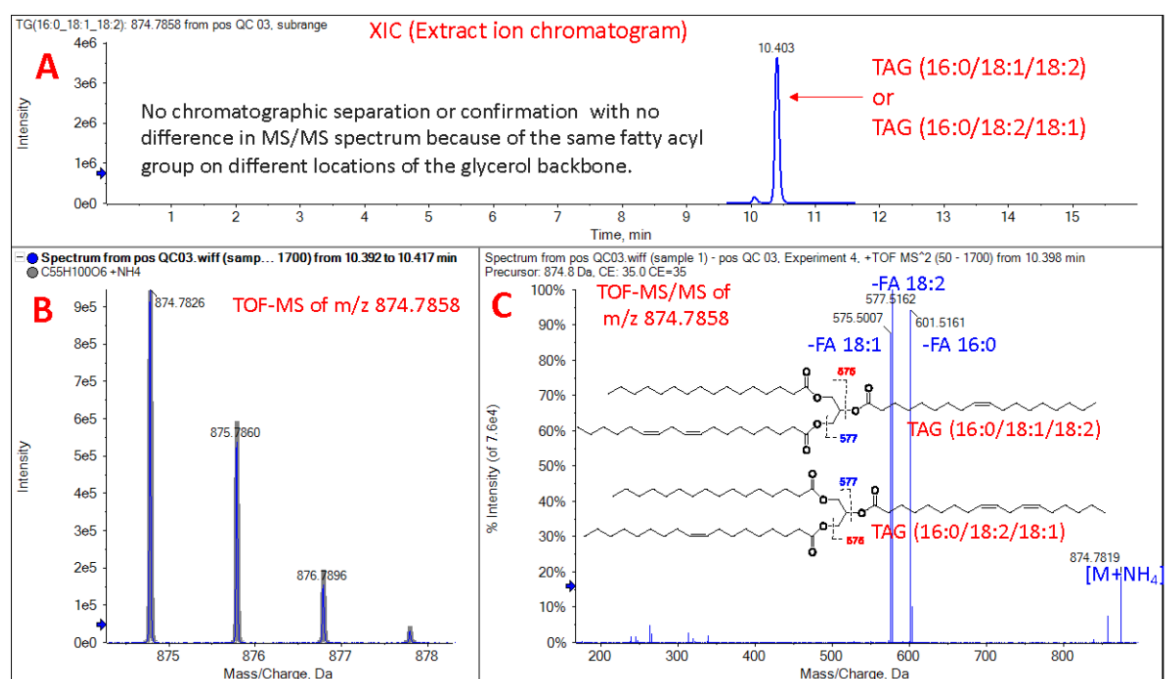 TG(16:0_18:1_18:2): 874.7858 from pos QC 03, subrange
XIC (Extract ion chromatogram)
A
10.403
TAG (16:0/18:1/18:2)
or
TAG (16:0/18:2/18:1)
No chromatographic separation or confirmation with no
difference in MS/MS spectrum because of the same fatty acyl
group on different locations of the glycerol backbone.
Intensity
4e6
3e6
2e6
1e6
0e0
1 2 3 4 5 6 7 8 9 10 11 12 13 14 15
Time, min
Spectrum from pos QC03.wiff (samp... 1700) from 10.392 to 10.417 min
C55H100O6 +NH4
B
TOF-MS of m/z 874.7858
874.7826
875.7860
876.7896
Intensity
9e5
8e5
7e5
6e5
5e5
4e5
3e5
2e5
1e5
0e0
875 876 877 878
Mass/Charge, Da
Spectrum from pos QC03.wiff (sample 1) - pos QC 03, Experiment 4, +TOF MS^2 (50 - 1700) from 10.398 min
Precursor: 874.8 Da, CE: 35.0 CE=35
C
TOF-MS/MS of
m/z 874.7858
-FA 18:2
577.5162
575.5007
601.5161
-FA 18:1
-FA 16:0
575
O
O
O
O
O
O
577
TAG (16:0/18:1/18:2)
577
O
O
O
O
O
O
575
TAG (16:0/18:2/18:1)
874.7819
[M+NH4]
% Intensity (of 7.6e4)
100%
90%
80%
70%
60%
50%
40%
30%
20%
10%
0%
200 300 400 500 600 700 800
Mass/Charge, Da